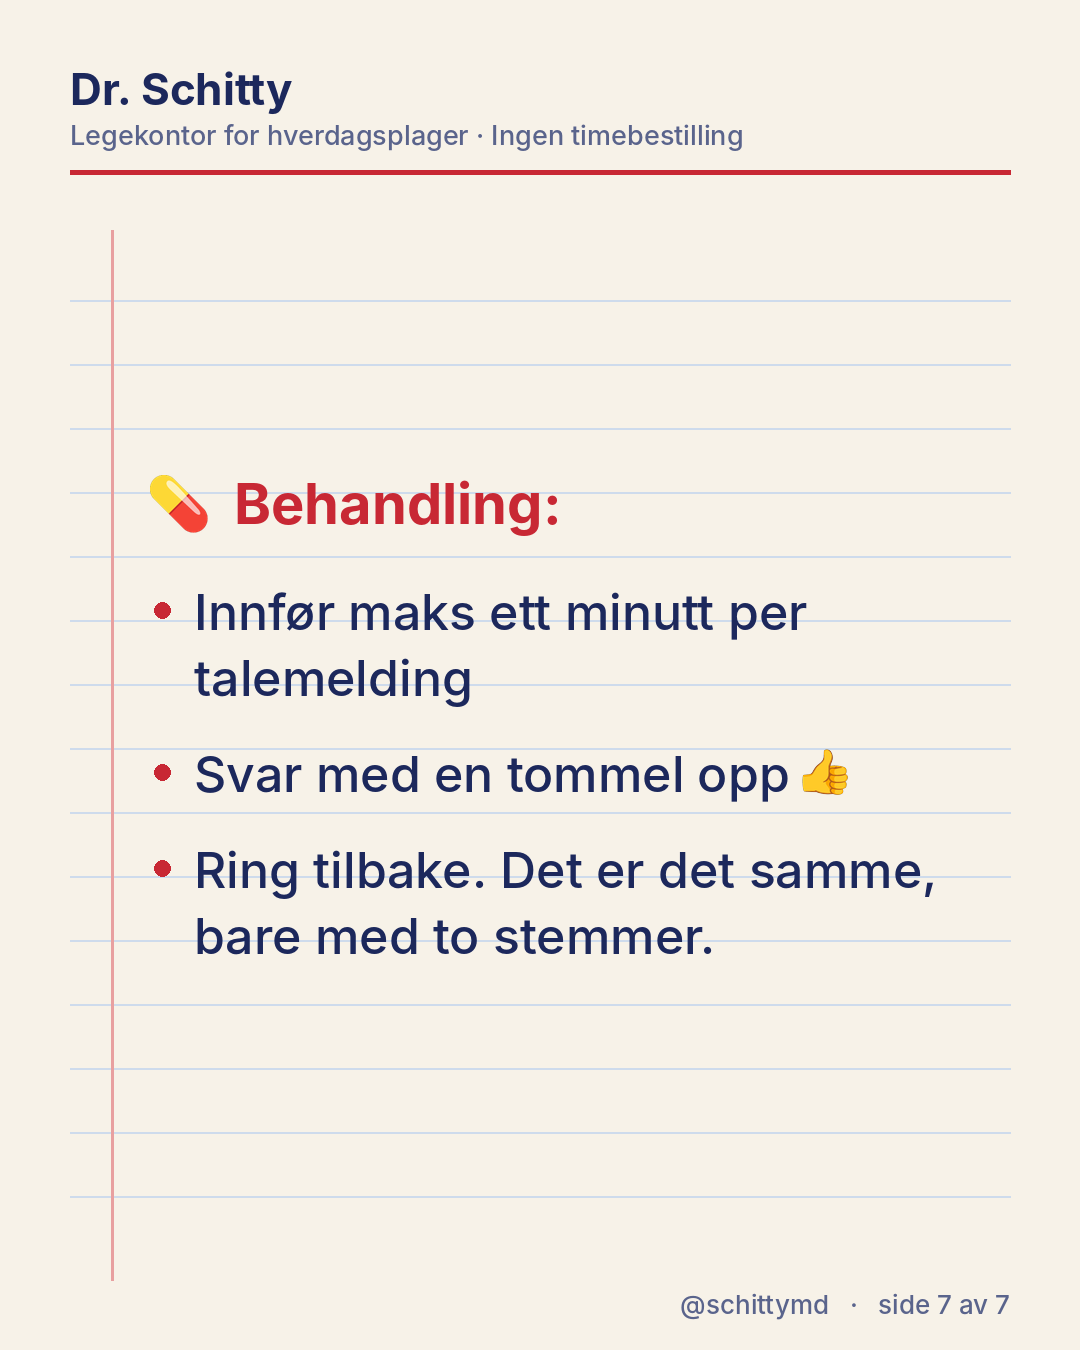 Dr. Schitty
Legekontor for hverdagsplager · Ingen timebestilling
💊 Behandling:
• Innfør maks ett minutt per
talemelding
• Svar med en tommel opp 👍
• Ring tilbake. Det er det samme,
bare med to stemmer.
@schittymd · side 7 av 7